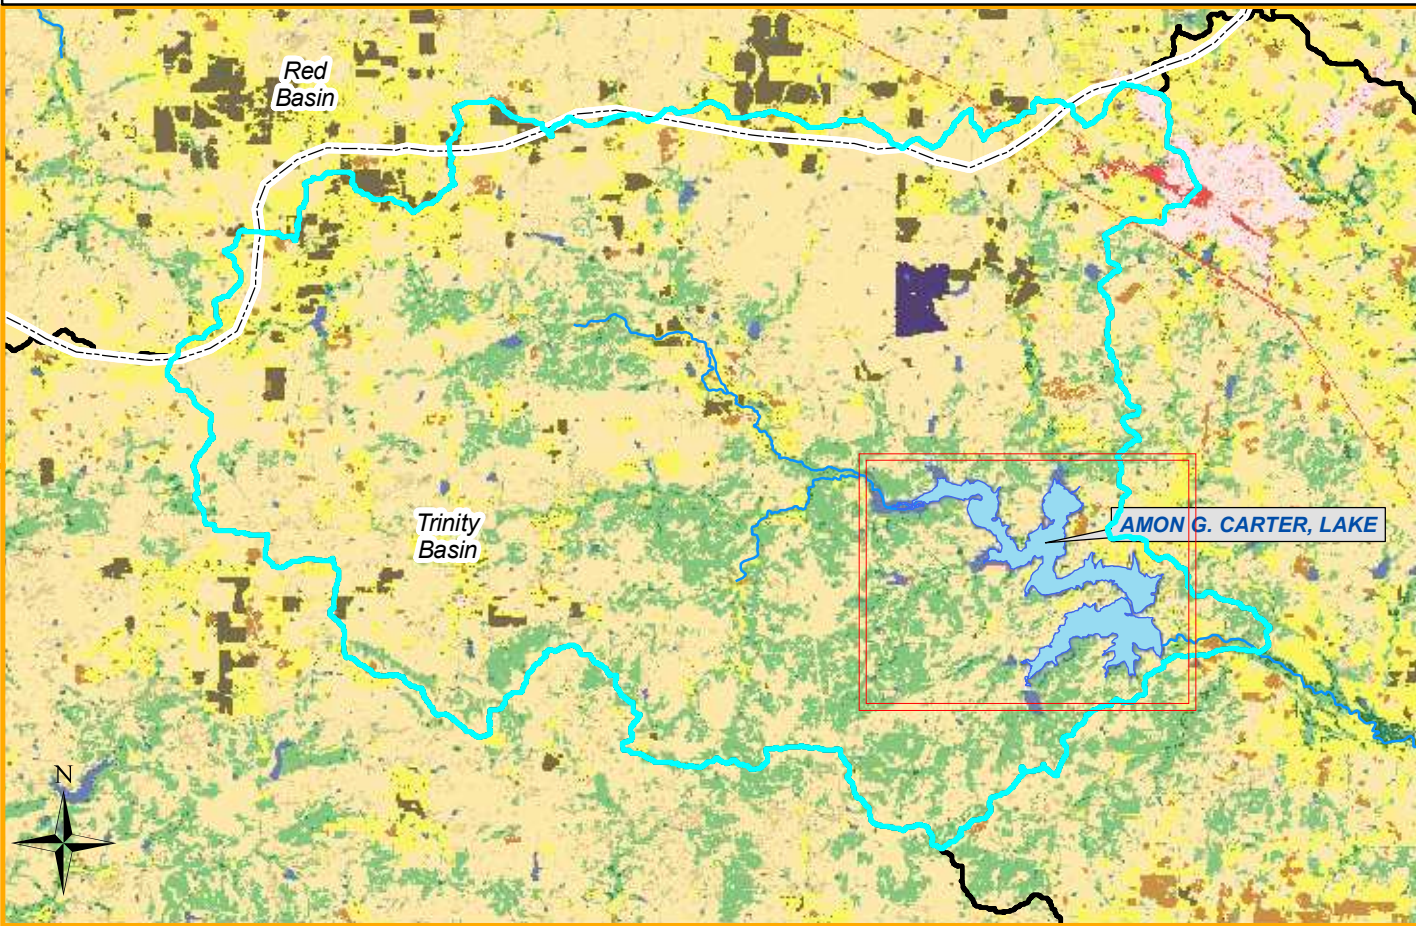 Red
Basin
Trinity
Basin
AMON G. CARTER, LAKE
N